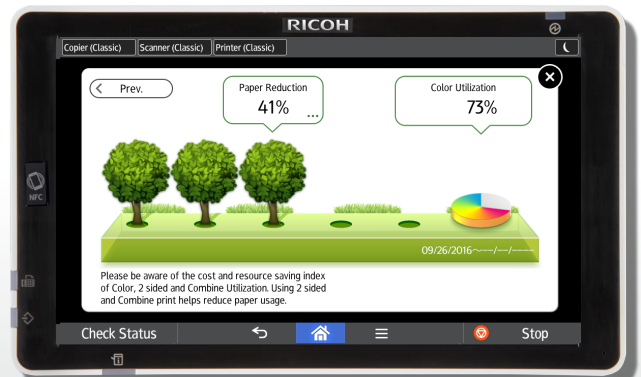 RICOH
Copier (Classic) Scanner (Classic) Printer (Classic)
Prev.
Paper Reduction
41%
...
Color Utilization
73%
NFC
09/26/2016~--/--/----
Please be aware of the cost and resource saving index
of Color, 2 sided and Combine Utilization. Using 2 sided
and Combine print helps reduce paper usage.
Check Status
Stop